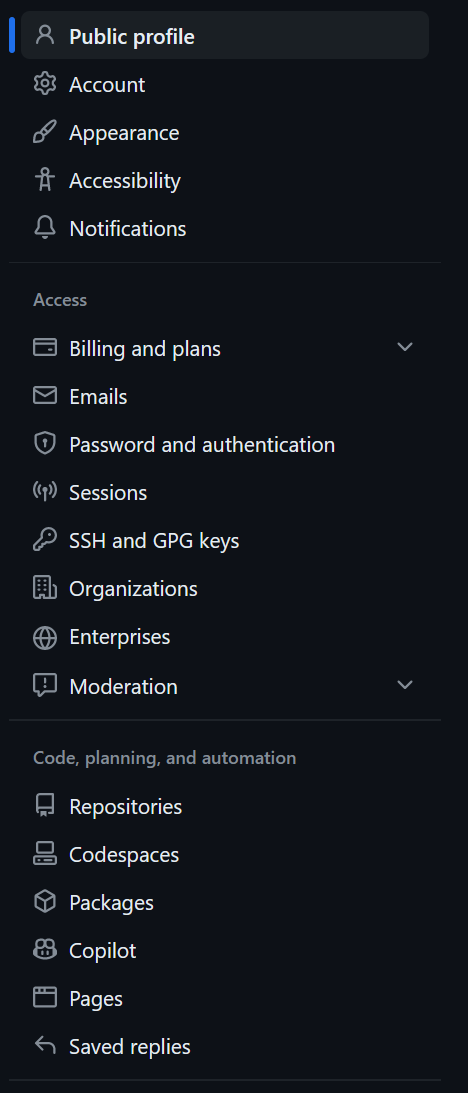 Public profile
Account
Appearance
Accessibility
Notifications
Access
Billing and plans
Emails
Password and authentication
Sessions
SSH and GPG keys
Organizations
Enterprises
Moderation
Code, planning, and automation
Repositories
Codespaces
Packages
Copilot
Pages
Saved replies